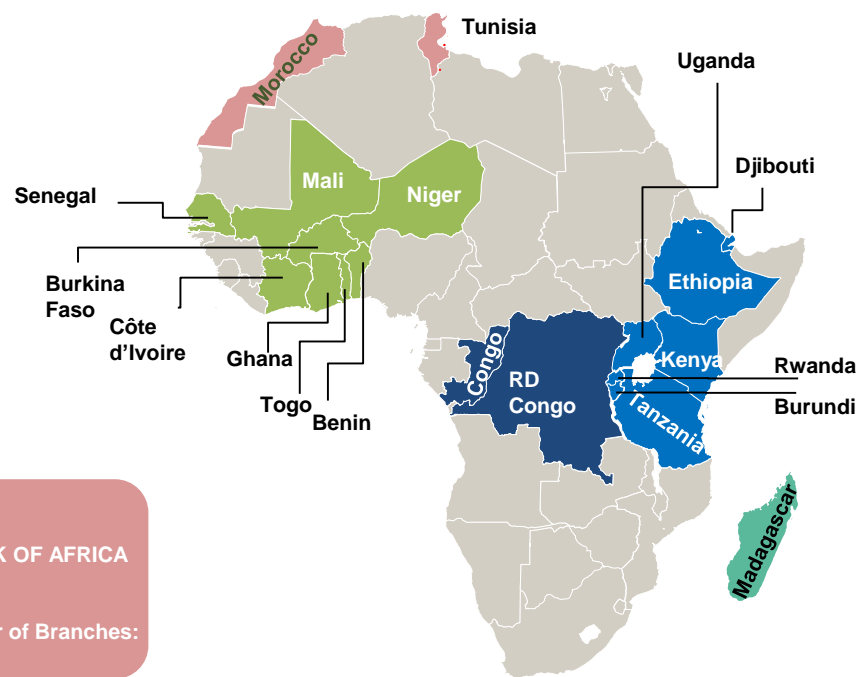 Tunisia
Morocco
Uganda
Djibouti
Mali
Niger
Senegal
Ethiopia
Burkina
Faso
Côte
d’Ivoire
Ghana
Togo
Benin
Congo
RD
Congo
Kenya
Rwanda
Burundi
Tanzania
Madagascar
OF AFRICA
of Branches: